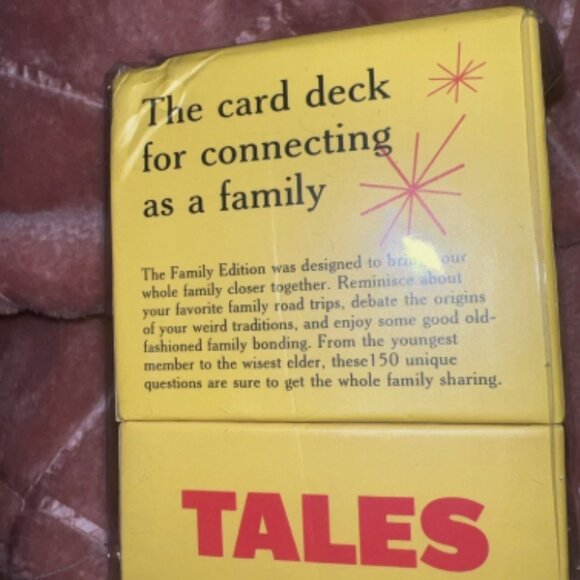 The card deck
for connecting
as a family
The Family Edition was designed to bring your
whole family closer together. Reminisce about
your favorite family road trips, debate the origins
of your weird traditions, and enjoy some good old-
fashioned family bonding. From the youngest
member to the wisest elder, these150 unique
questions are sure to get the whole family sharing.
TALES